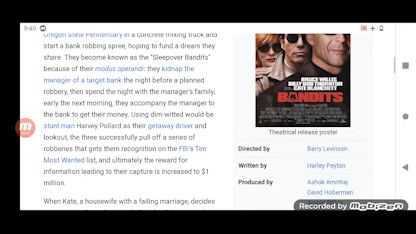 9:40
Oregon State Penitentiary in a concrete mixing truck and
start a bank robbing spree, hoping to fund a dream they
share. They become known as the "Sleepover Bandits"
because of their modus operandi: they kidnap the
manager of a target bank the night before a planned
robbery, then spend the night with the manager's family;
early the next morning, they accompany the manager to
the bank to get their money. Using dim-witted would-be
stunt man Harvey Pollard as their getaway driver and
lookout, the three successfully pull off a series of
robberies that gets them recognition on the FBI's Ten
Most Wanted list, and ultimately the reward for
information leading to their capture is increased to $1
million.
When Kate, a housewife with a failing marriage, decides
BRUCE WILLIS
BILLY BOB THORNTON
CATE BLANCHETT
BANDITS
Theatrical release poster
Directed by Barry Levinson
Written by Harley Peyton
Produced by Ashok Amritraj
David Hoberman
Recorded by Mobizen